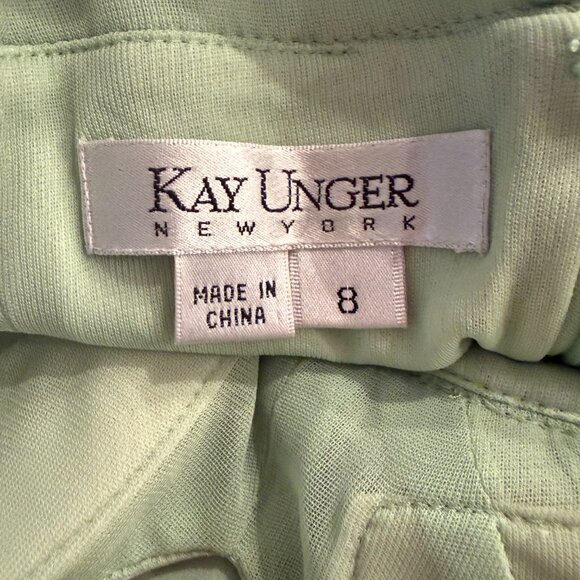 KAY UNGER
NEW YORK
MADE IN
CHINA
8